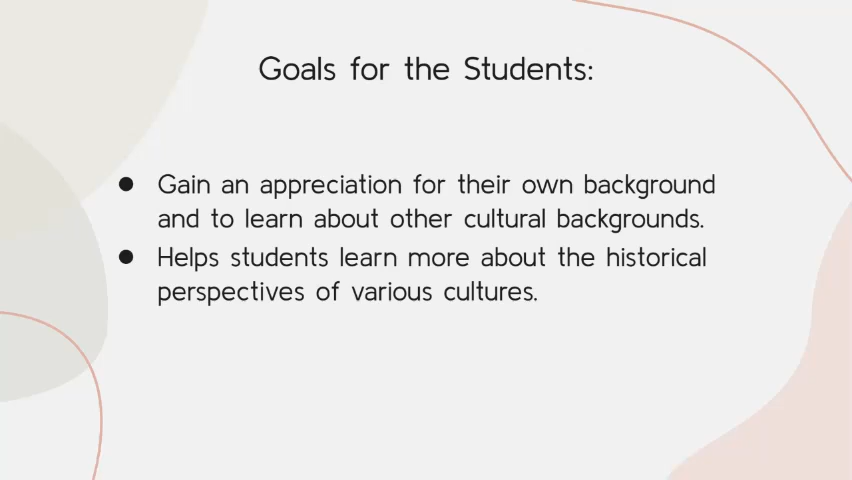 Goals for the Students:
● Gain an appreciation for their own background
and to learn about other cultural backgrounds.
● Helps students learn more about the historical
perspectives of various cultures.